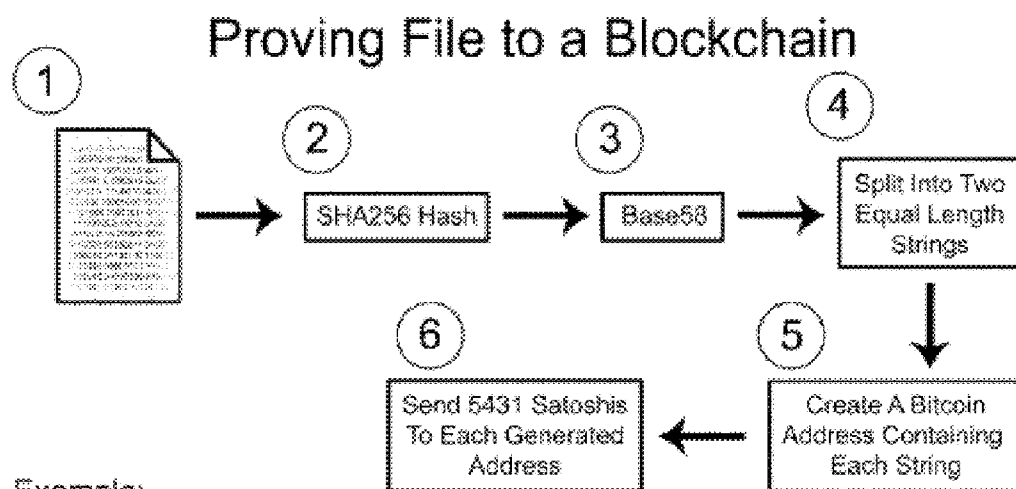 Proving File to a Blockchain
1
2
SHA256 Hash
3
Base58
4
Split Into Two
Equal Length
Strings
5
Create A Bitcoin
Address Containing
Each String
6
Send 5431 Satoshis
To Each Generated
Address
Example: